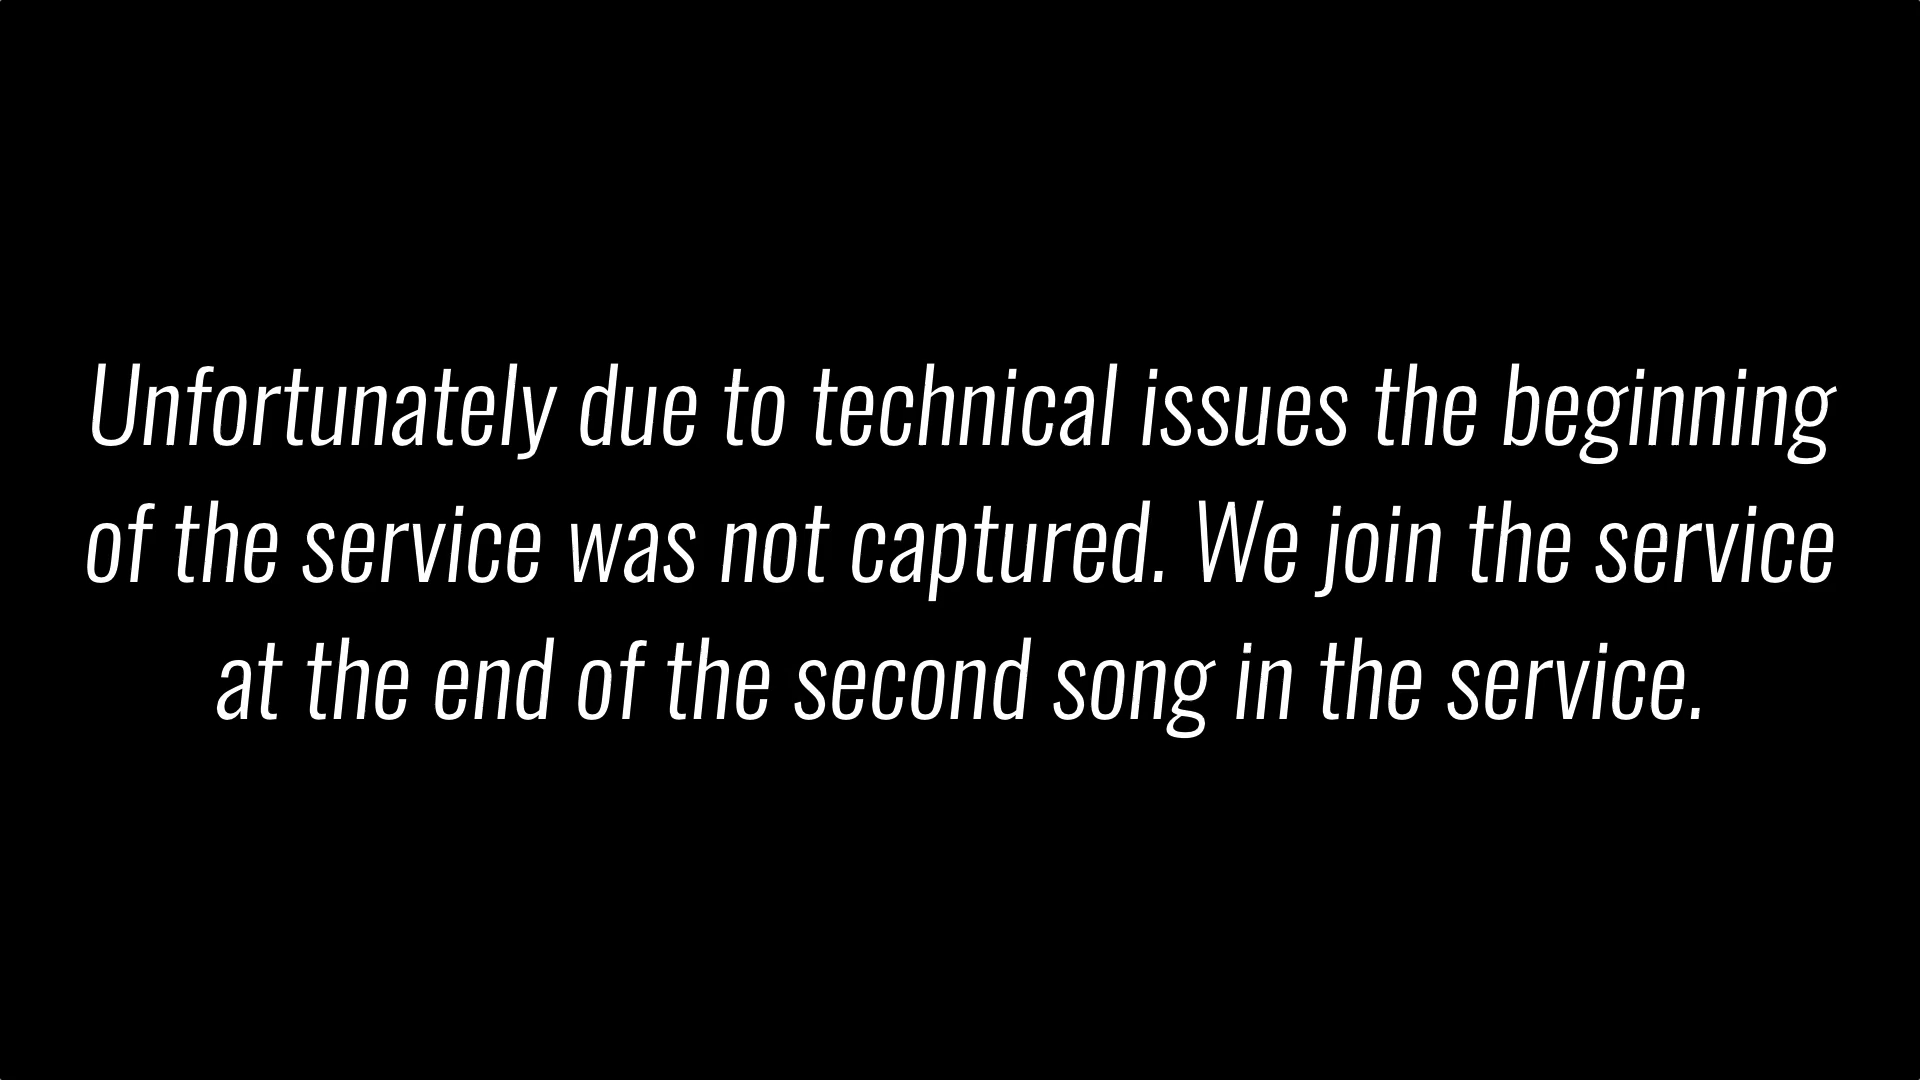 Unfortunately due to technical issues the beginning
of the service was not captured. We join the service
at the end of the second song in the service.